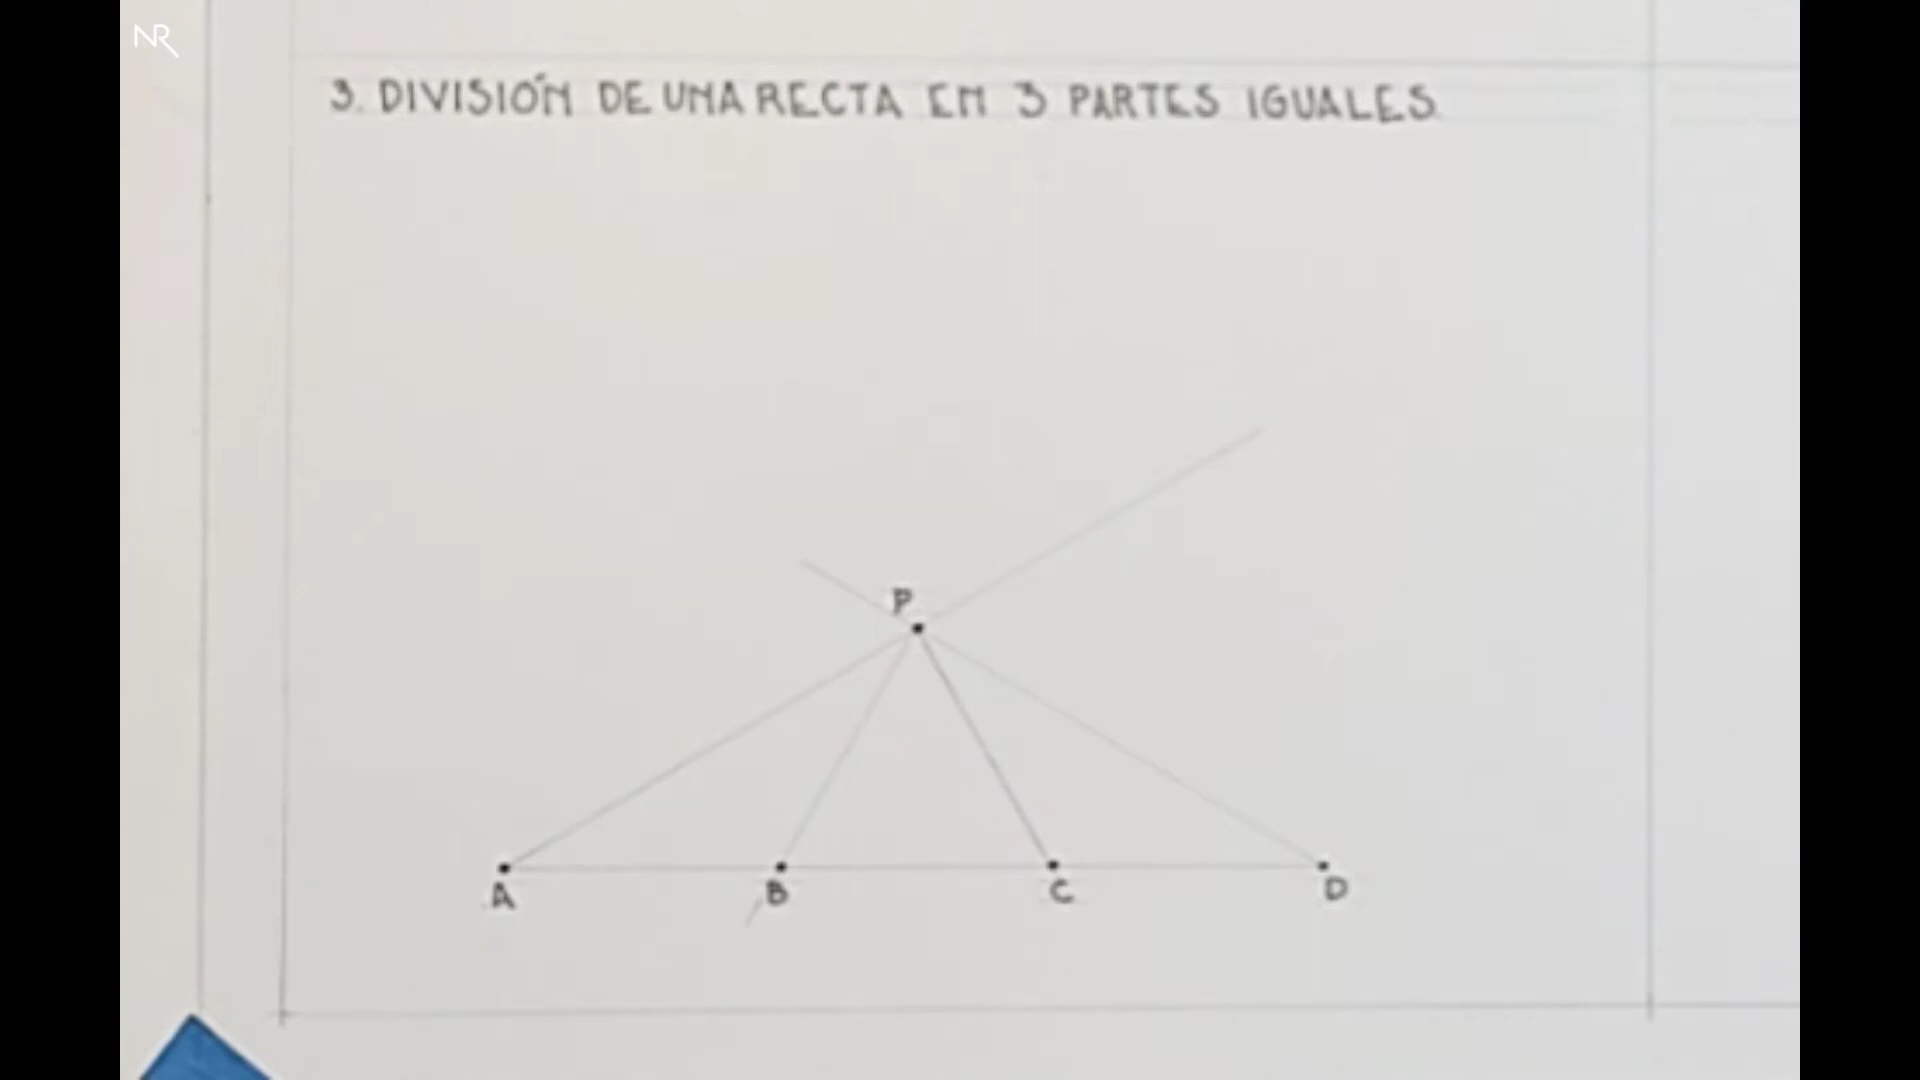 NR
3. DIVISIÓN DE UNA RECTA EN 3 PARTES IGUALES
P
A B C D